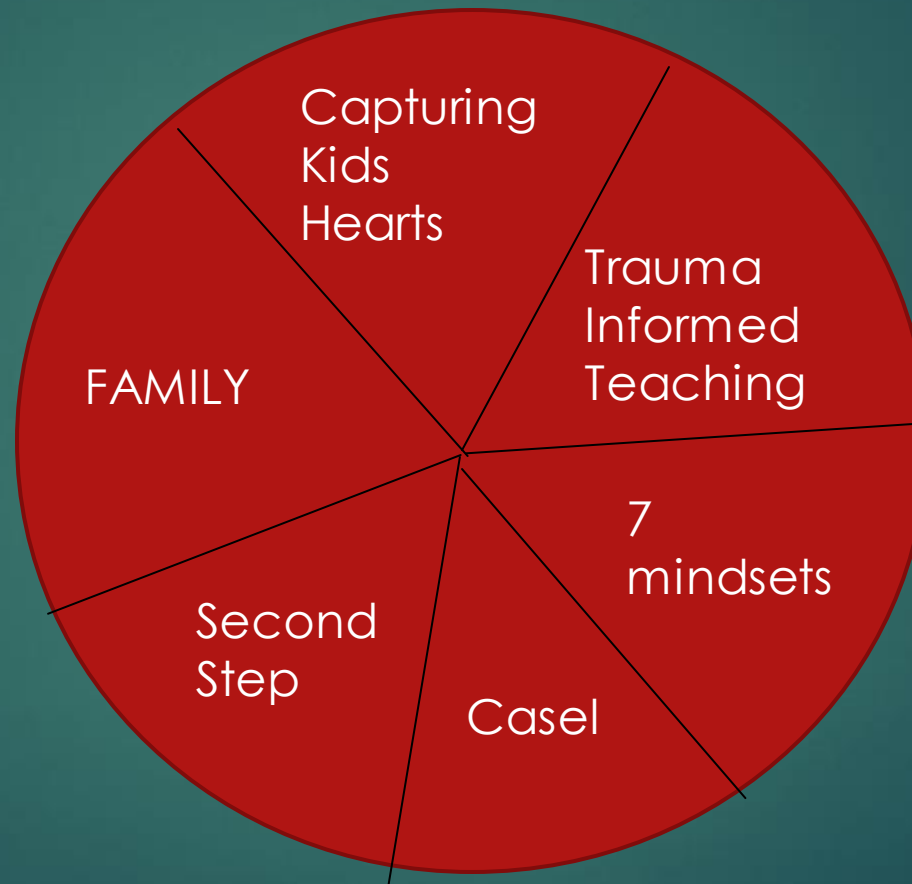 Capturing
Kids
Hearts
Trauma
Informed
Teaching
7
mindsets
Casel
Second
Step
FAMILY